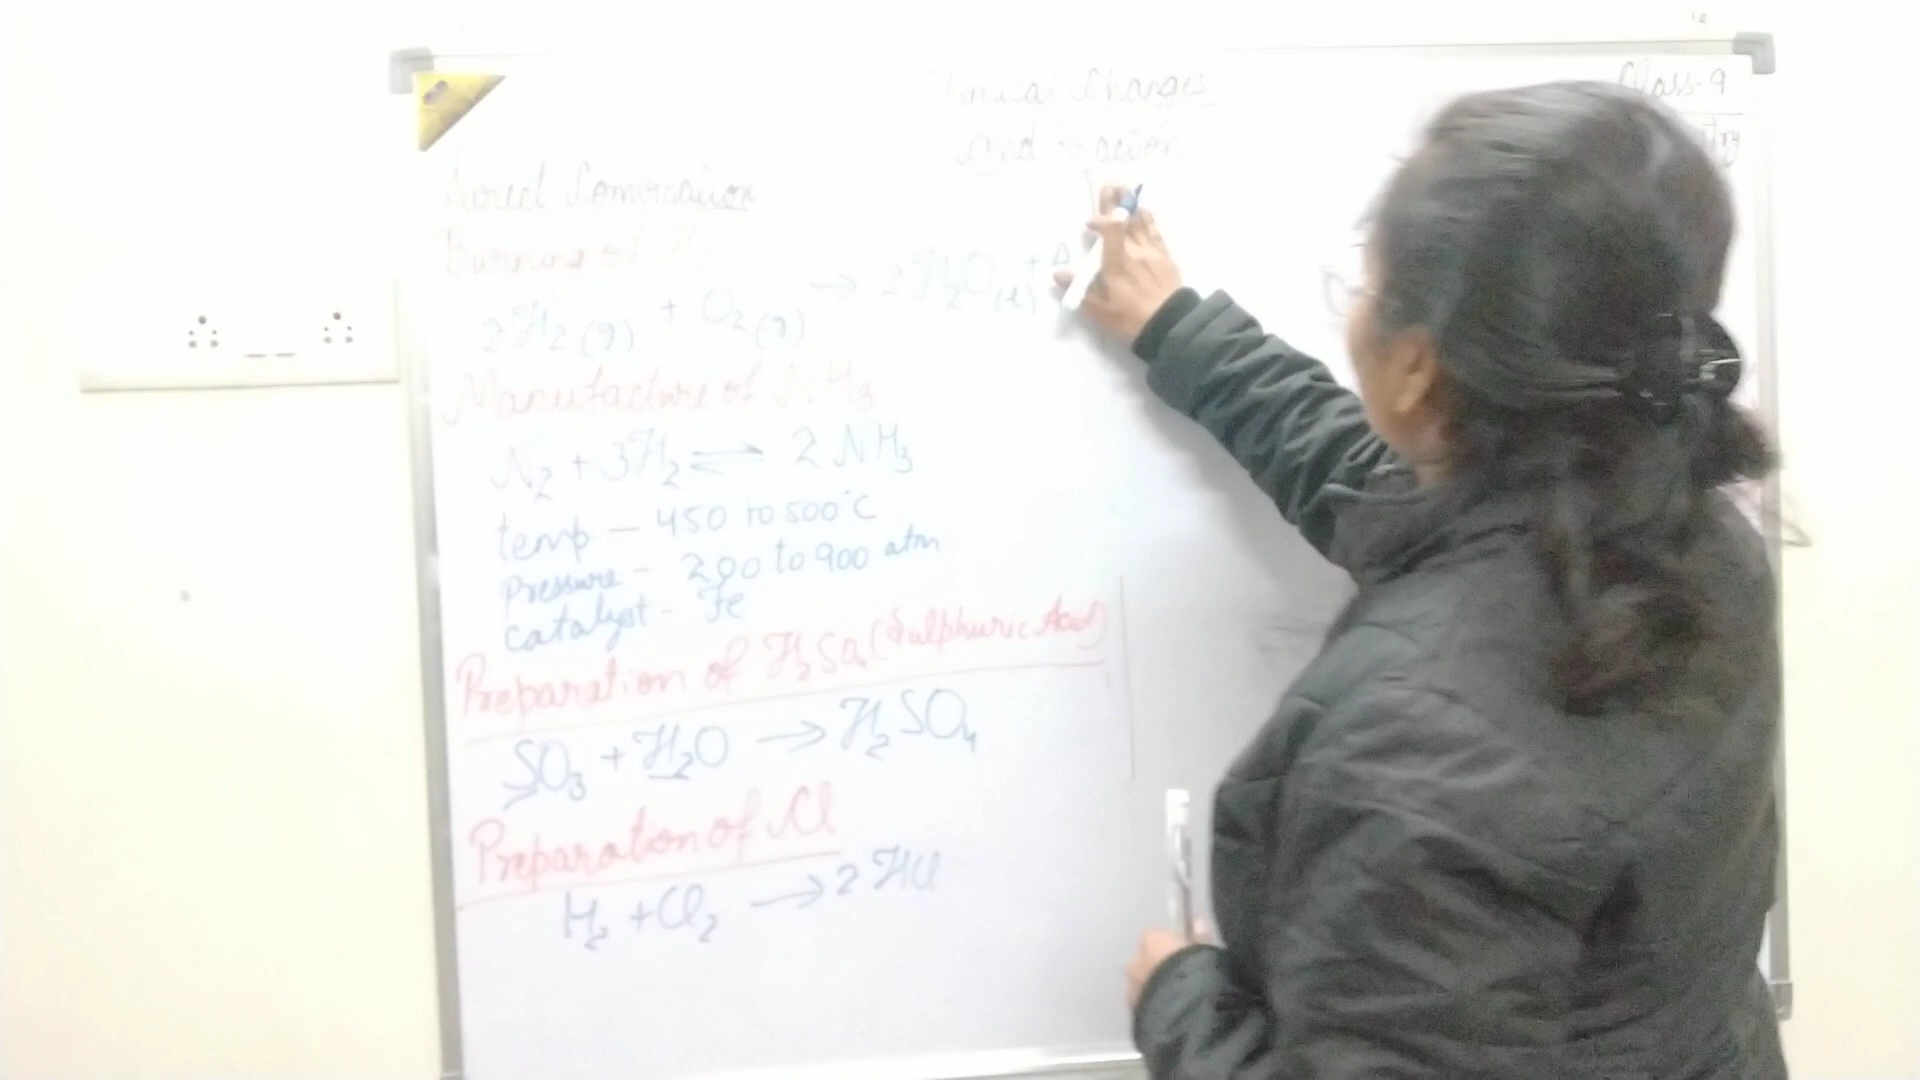 Chemical Changes
and Reaction
Class-9
Direct Combination
Burning of H₂
2H₂(g) + O₂(g) → 2H₂O(l) + Δ
Manufacture of NH₃
N₂ + 3H₂ ⇌ 2NH₃
temp – 450 to 500°C
pressure – 200 to 900 atm
catalyst – Fe
Preparation of (Sulphuric Acid)
SO₃ + H₂O → H₂SO₄
Preparation of Cl
H₂ + Cl₂ → 2HCl